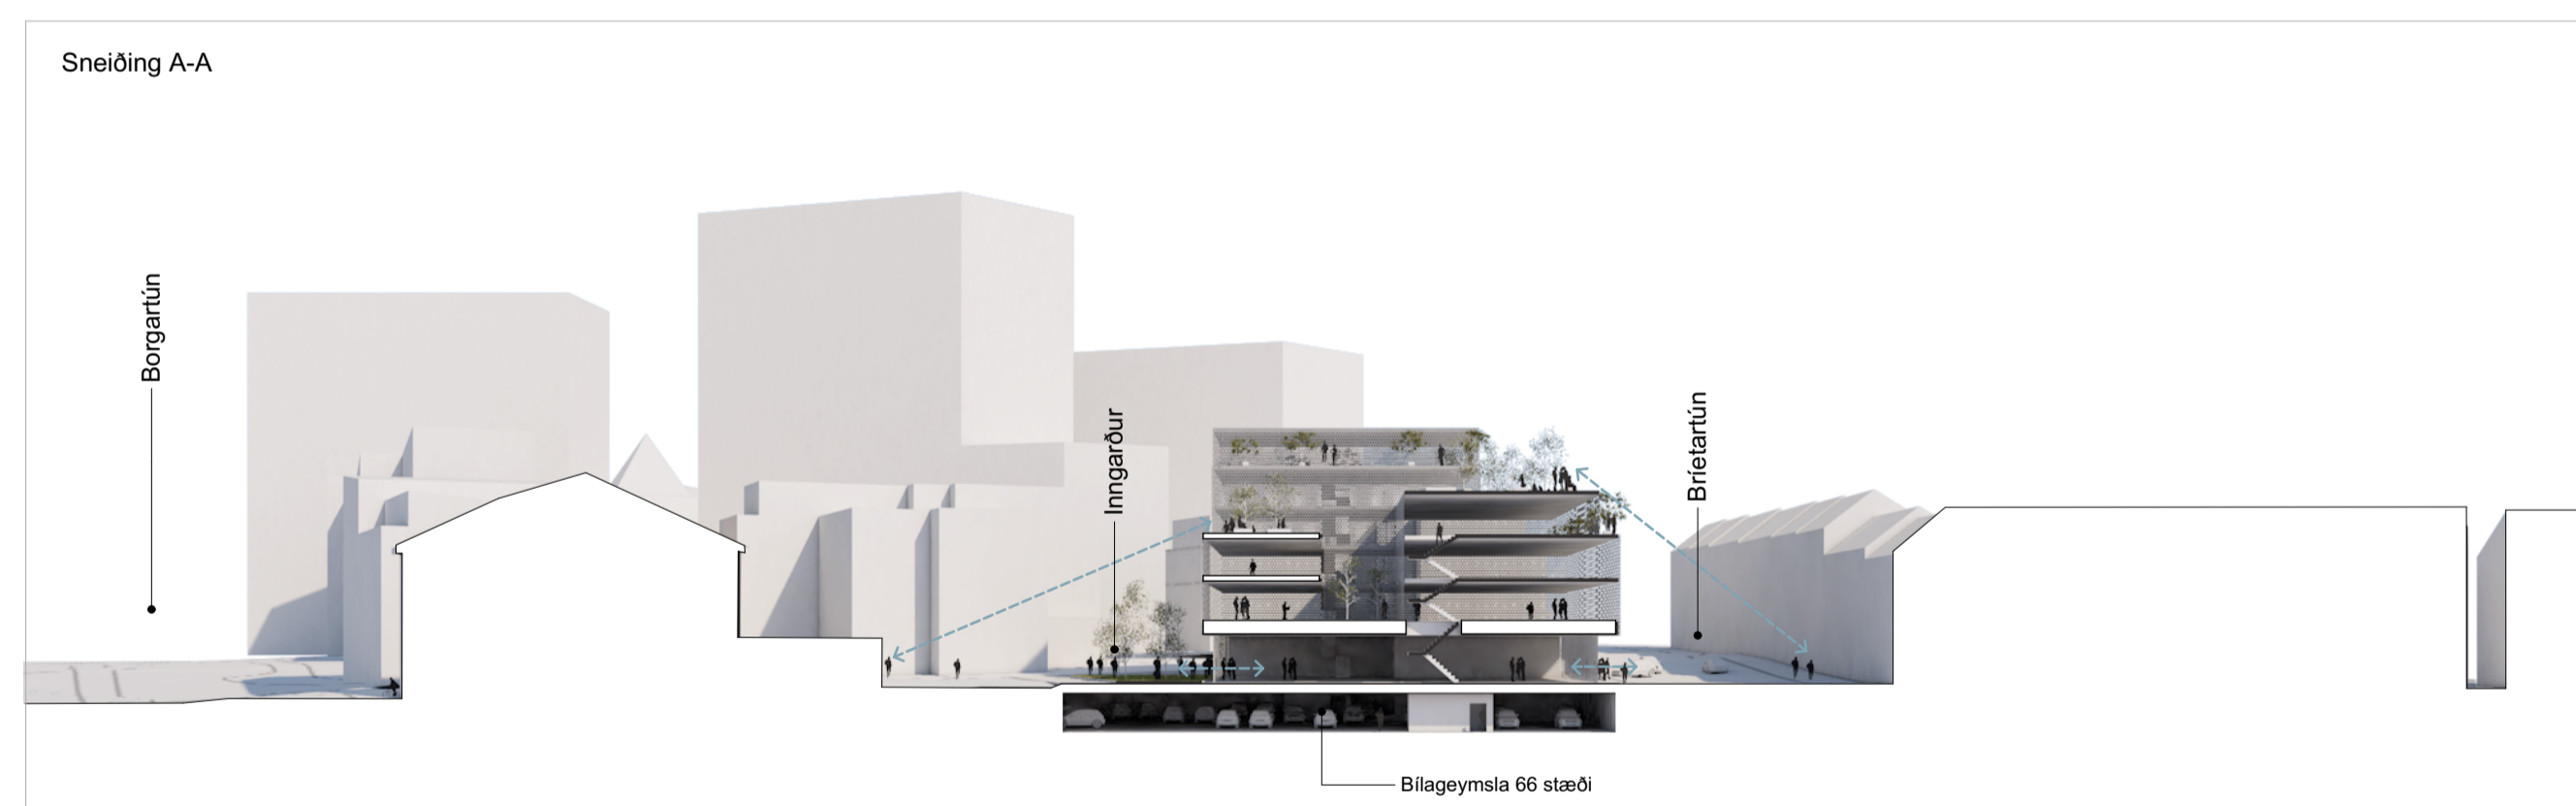 Sneiðing A-A
Borgartún
Inngarður
Bríetartún
Bílageymsla 66 stæði